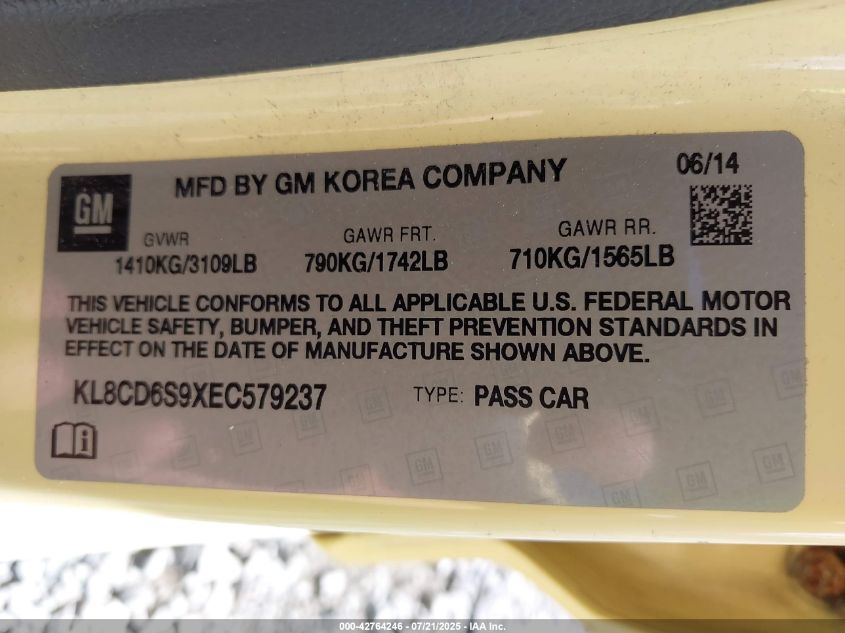 GM
MFD BY GM KOREA COMPANY
06/14
GVWR
GAWR FRT.
GAWR RR.
1410KG/3109LB
790KG/1742LB
710KG/1565LB
THIS VEHICLE CONFORMS TO ALL APPLICABLE U.S. FEDERAL MOTOR
VEHICLE SAFETY, BUMPER, AND THEFT PREVENTION STANDARDS IN
EFFECT ON THE DATE OF MANUFACTURE SHOWN ABOVE.
KL8CD6S9XEC579237
TYPE: PASS CAR
000-42764246 - 07/21/2025 - IAA Inc.